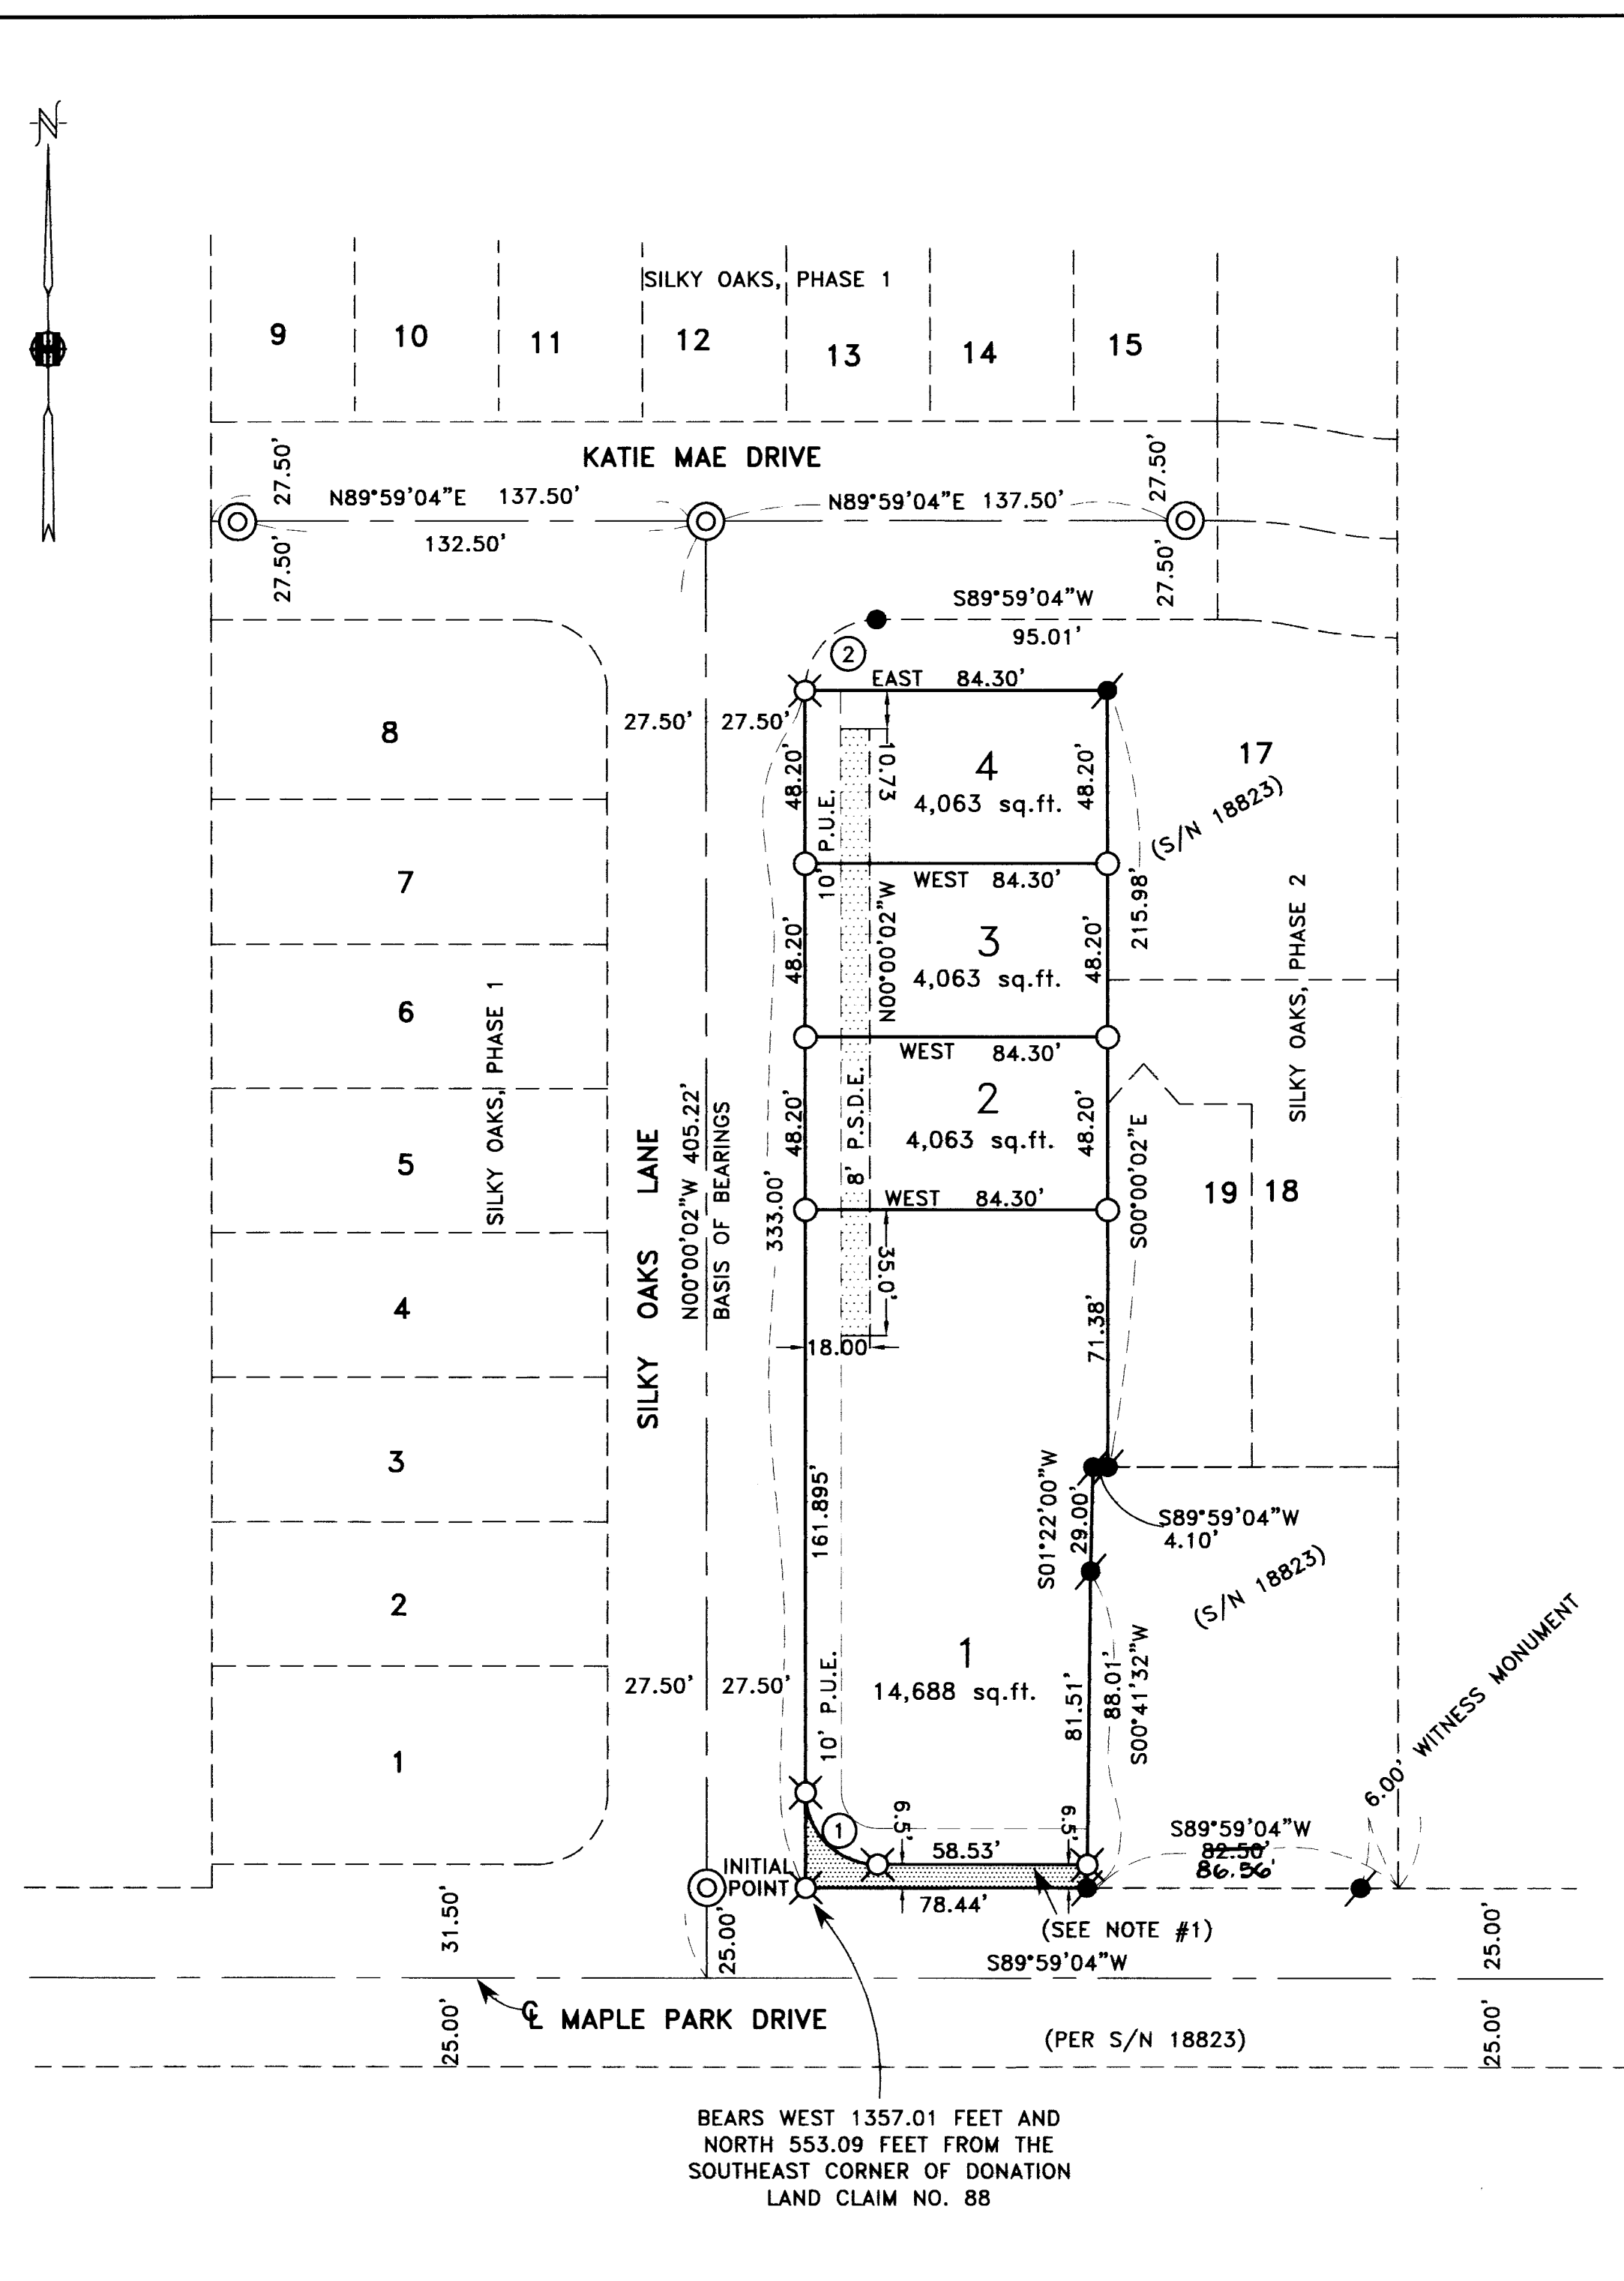 N
H
SILKY OAKS, PHASE 1
9
10
11
12
13
14
15
KATIE MAE DRIVE
27.50'
27.50'
N89°59'04"E 137.50'
N89°59'04"E 137.50'
132.50'
27.50'
27.50'
S89°59'04"W
95.01'
2
EAST 84.30'
8
27.50'
27.50'
48.20'
10' P.U.E.
10.73
4
4,063 sq.ft.
48.20'
17
(S/N 18823)
WEST 84.30'
7
48.20'
N00°00'02"W
3
4,063 sq.ft.
48.20'
215.98'
SILKY OAKS, PHASE 2
6
SILKY OAKS, PHASE 1
WEST 84.30'
2
4,063 sq.ft.
48.20'
8' P.S.D.E.
48.20'
S00°00'02"E
5
SILKY OAKS LANE
N00°00'02"W 405.22'
BASIS OF BEARINGS
333.00'
WEST 84.30'
19
18
35.0'
4
18.00
71.38'
3
161.895'
S01°22'00"W
29.00'
S89°59'04"W
4.10'
(S/N 18823)
2
27.50'
27.50'
10' P.U.E.
1
14,688 sq.ft.
81.51'
88.01'
S00°41'32"W
6.00' WITNESS MONUMENT
1
1
6.5'
58.53'
6.5'
S89°59'04"W
82.50'
86.56'
INITIAL
POINT
78.44'
(SEE NOTE #1)
31.50'
25.00'
S89°59'04"W
25.00'
℄ MAPLE PARK DRIVE
25.00'
(PER S/N 18823)
25.00'
BEARS WEST 1357.01 FEET AND
NORTH 553.09 FEET FROM THE
SOUTHEAST CORNER OF DONATION
LAND CLAIM NO. 88